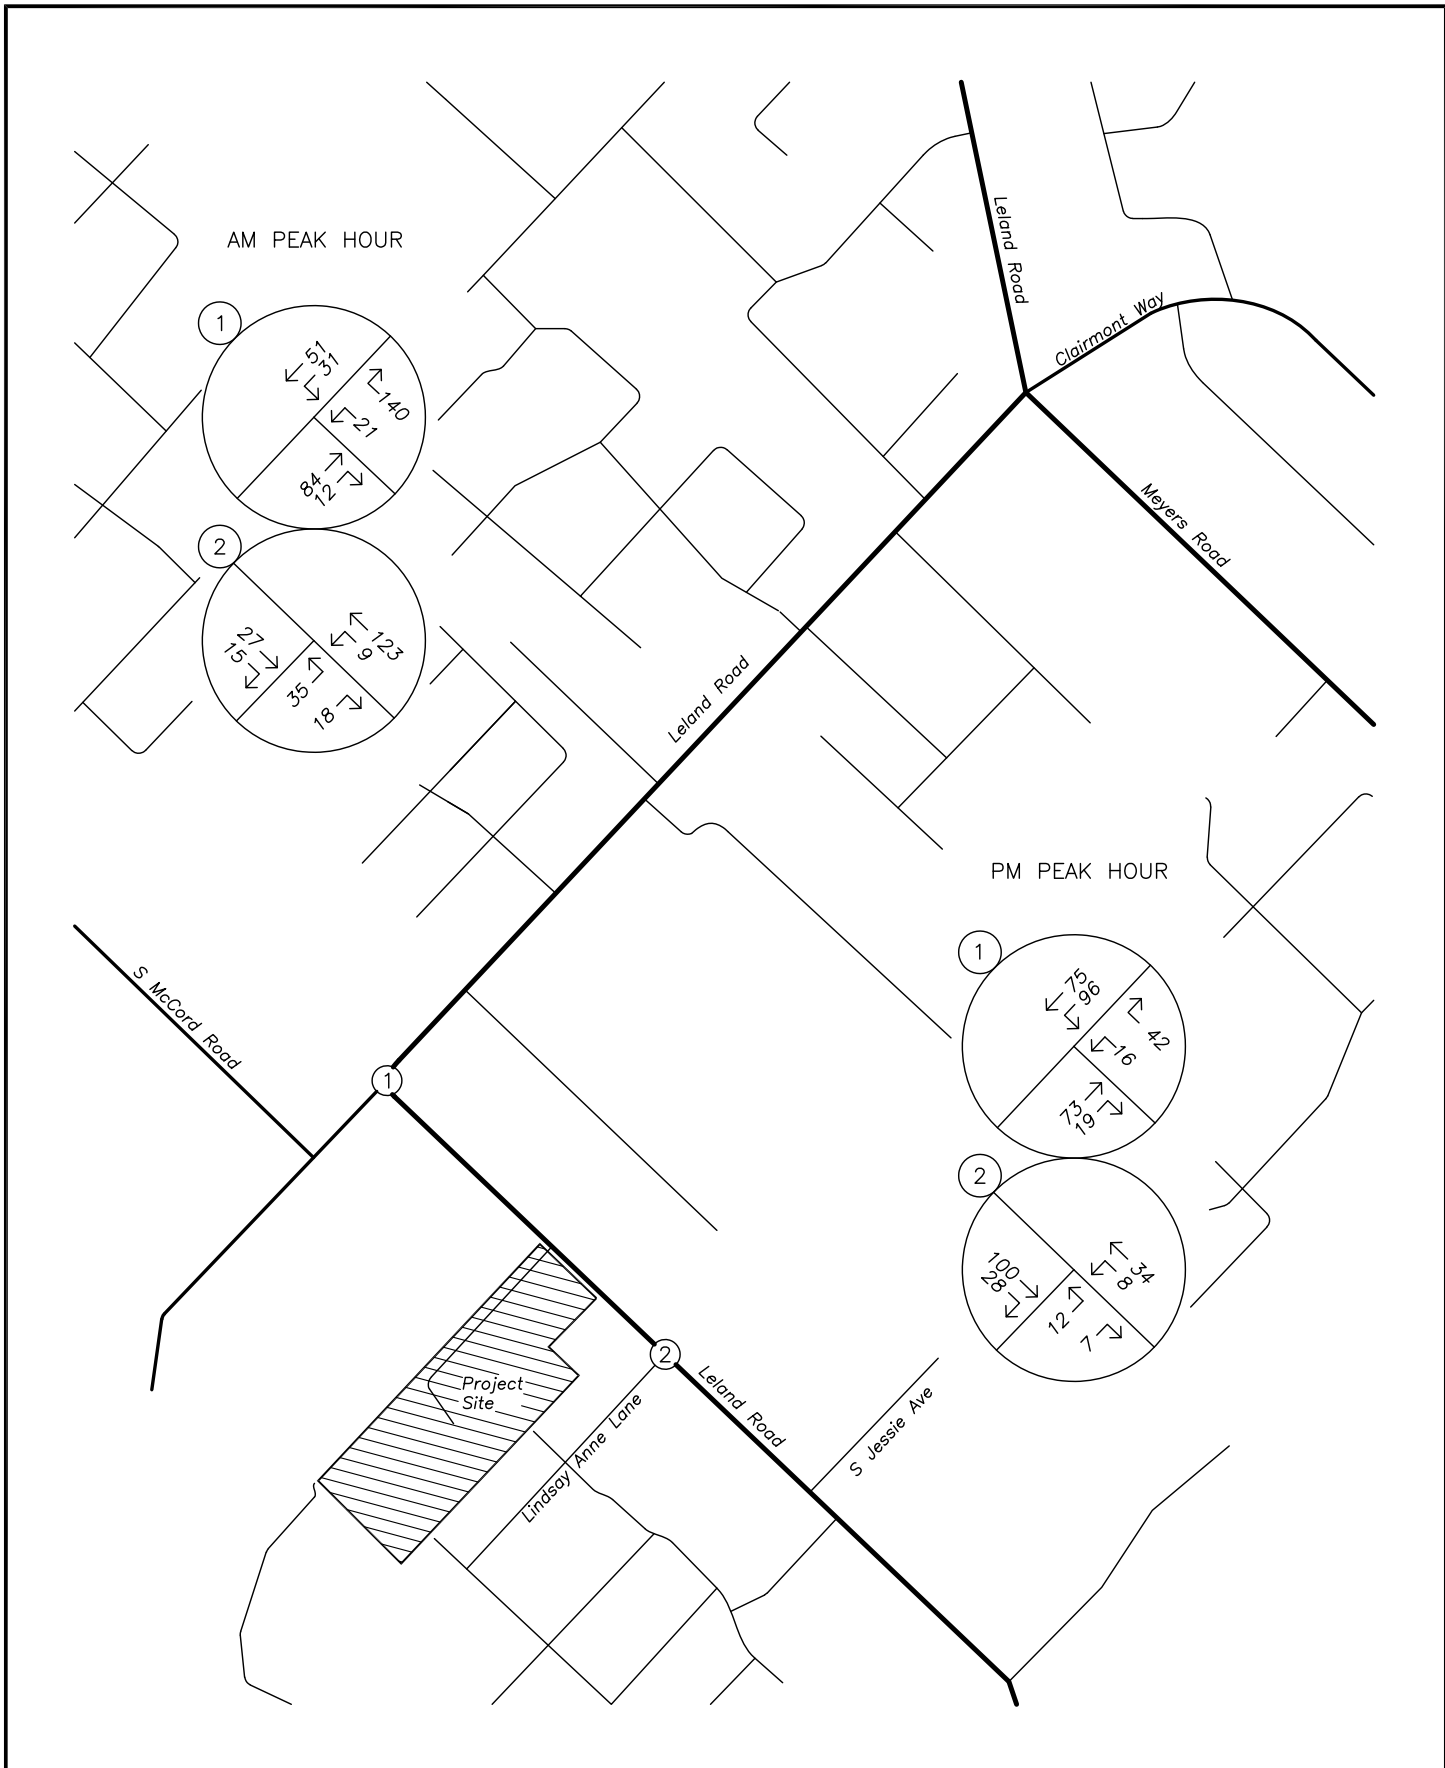 Leland Road
AM PEAK HOUR
Clairmont Way
1
51
31
140
21
84
12
Meyers Road
2
27
15
123
9
35
18
Leland Road
PM PEAK HOUR
1
75
96
42
16
73
19
S McCord Road
1
2
100
28
34
8
12
7
2
Project
Site
Leland Road
Lindsay Anne Lane
S Jessie Ave